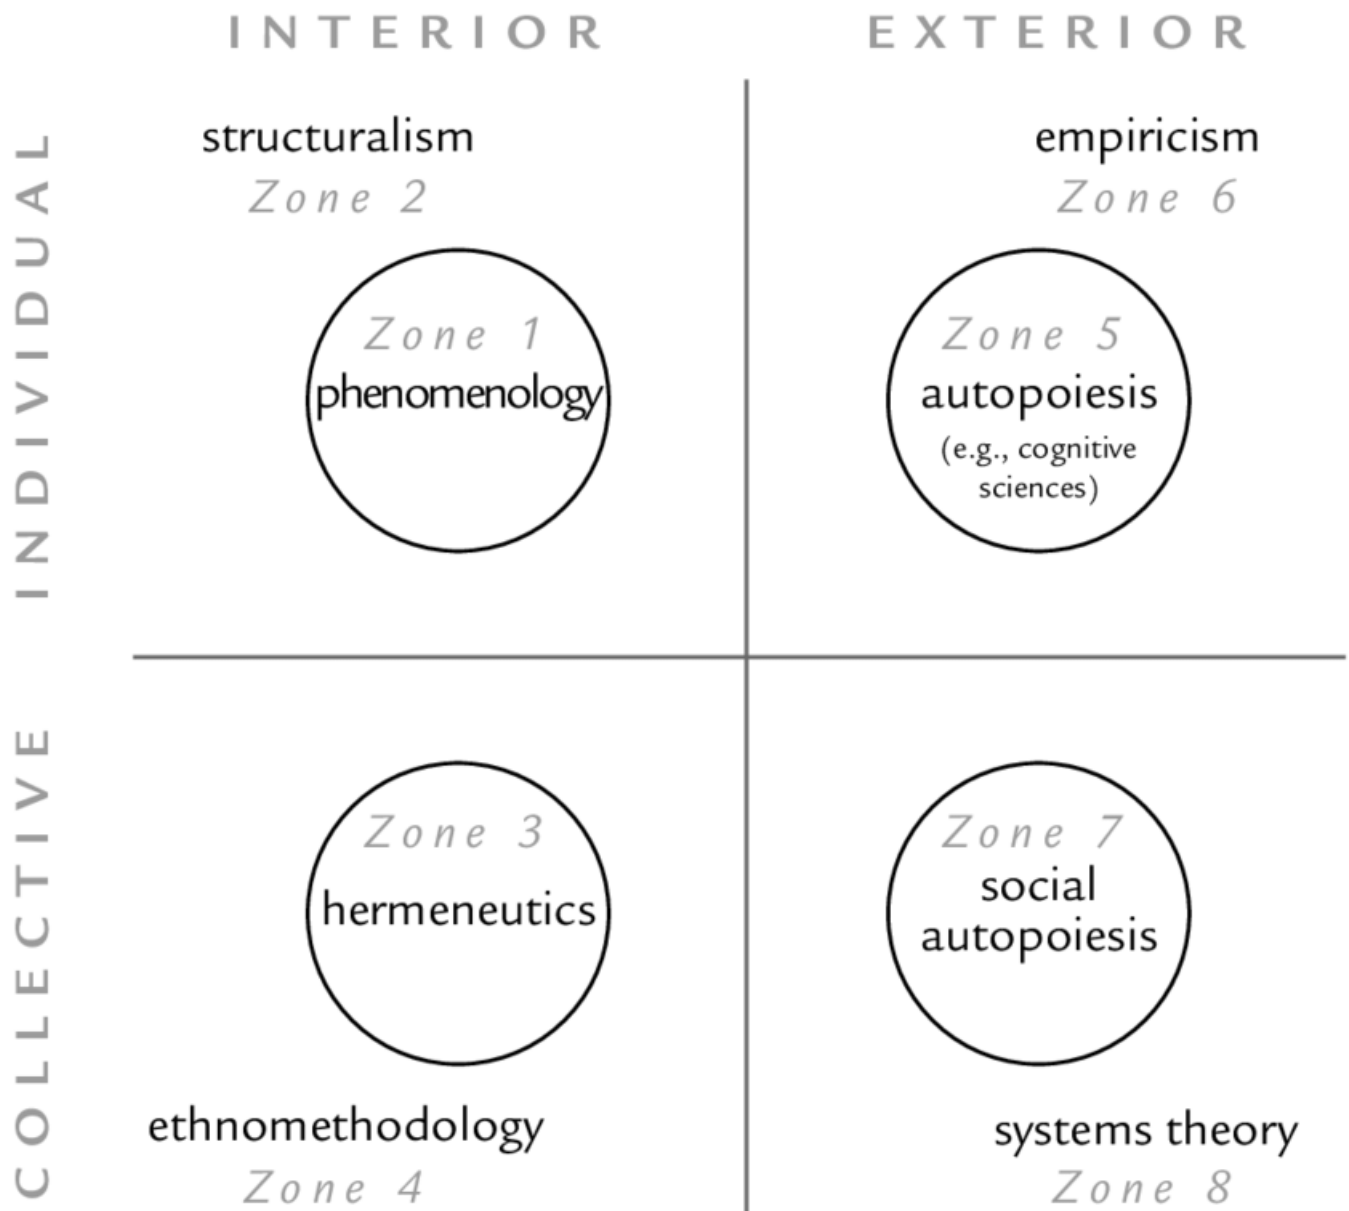 INTERIOR
EXTERIOR
INDIVIDUAL
structuralism
Zone 2
Zone 1
phenomenology
empiricism
Zone 6
Zone 5
autopoiesis
(e.g., cognitive
sciences)
COLLECTIVE
Zone 3
hermeneutics
ethnomethodology
Zone 4
Zone 7
social
autopoiesis
systems theory
Zone 8